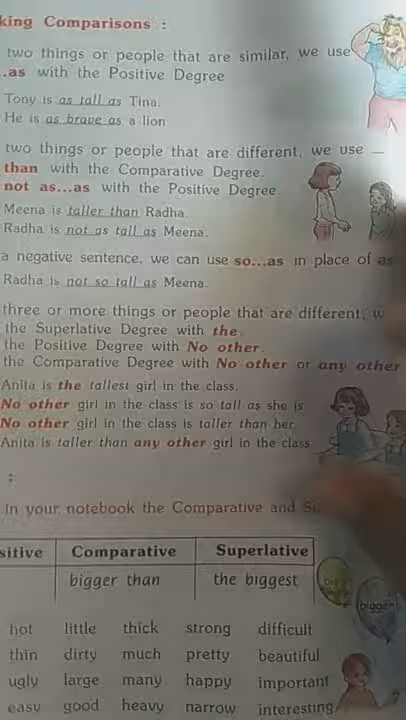 king Comparisons :
two things or people that are similar, we use
..as with the Positive Degree
Tony is as tall as Tina.
He is as brave as a lion
two things or people that are different, we use —
than with the Comparative Degree.
not as...as with the Positive Degree
Meena is taller than Radha.
Radha is not as tall as Meena.
a negative sentence, we can use so...as in place of as
Radha is not so tall as Meena.
three or more things or people that are different, w
the Superlative Degree with the.
the Positive Degree with No other.
the Comparative Degree with No other or any other
Anita is the tallest girl in the class.
No other girl in the class is so tall as she is
No other girl in the class is taller than her.
Anita is taller than any other girl in the class
:
In your notebook the Comparative and
sitive Comparative Superlative
bigger than the biggest
big
biggest
hot little thick strong difficult
thin dirty much pretty beautiful
ugly large many happy important
easy good heavy narrow interesting